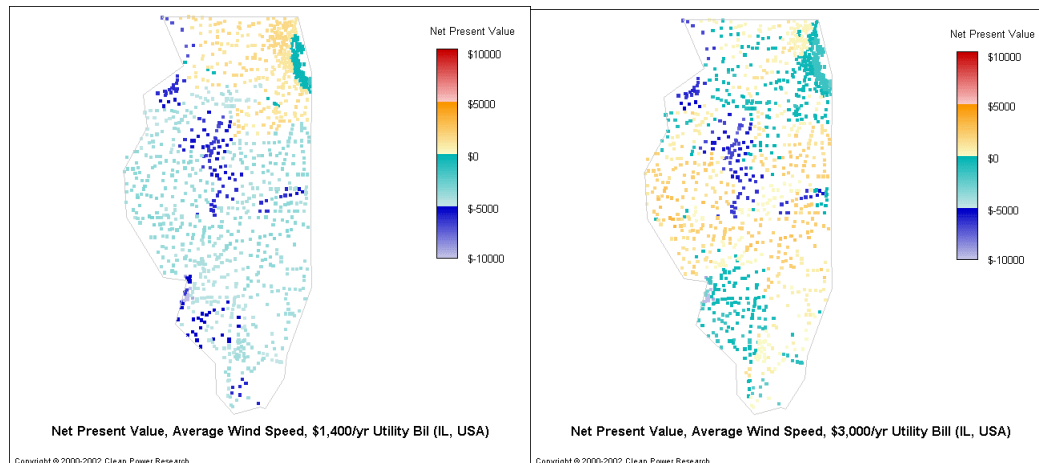 Net Present Value
$10000
$5000
$0
$-5000
$-10000
Net Present Value, Average Wind Speed, $1,400/yr Utility Bil (IL, USA)
Copyright © 2000-2002 Clean Power Research
Net Present Value
$10000
$5000
$0
$-5000
$-10000
Net Present Value, Average Wind Speed, $3,000/yr Utility Bill (IL, USA)
Copyright © 2000-2002 Clean Power Research